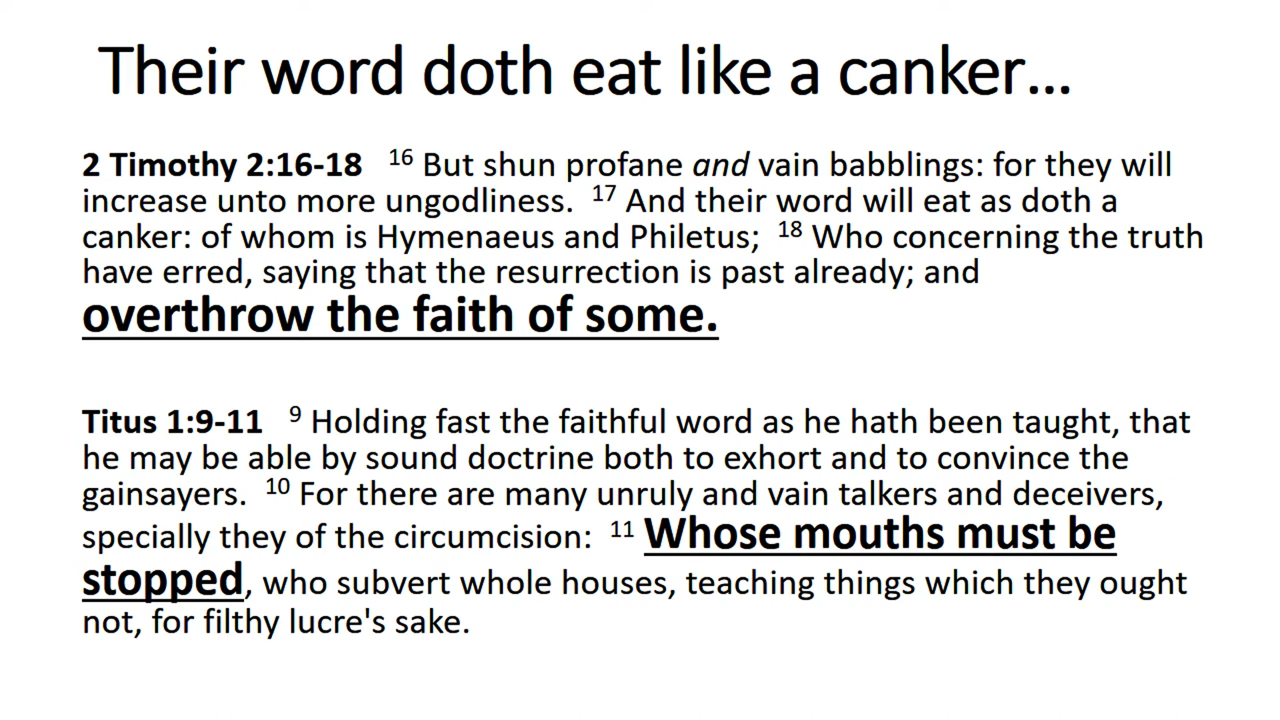 Their word doth eat like a canker…
2 Timothy 2:16-18 16 But shun profane and vain babblings: for they will
increase unto more ungodliness. 17 And their word will eat as doth a
canker: of whom is Hymenaeus and Philetus; 18 Who concerning the truth
have erred, saying that the resurrection is past already; and
overthrow the faith of some.
Titus 1:9-11 9 Holding fast the faithful word as he hath been taught, that
he may be able by sound doctrine both to exhort and to convince the
gainsayers. 10 For there are many unruly and vain talkers and deceivers,
specially they of the circumcision: 11 Whose mouths must be
stopped, who subvert whole houses, teaching things which they ought
not, for filthy lucre's sake.